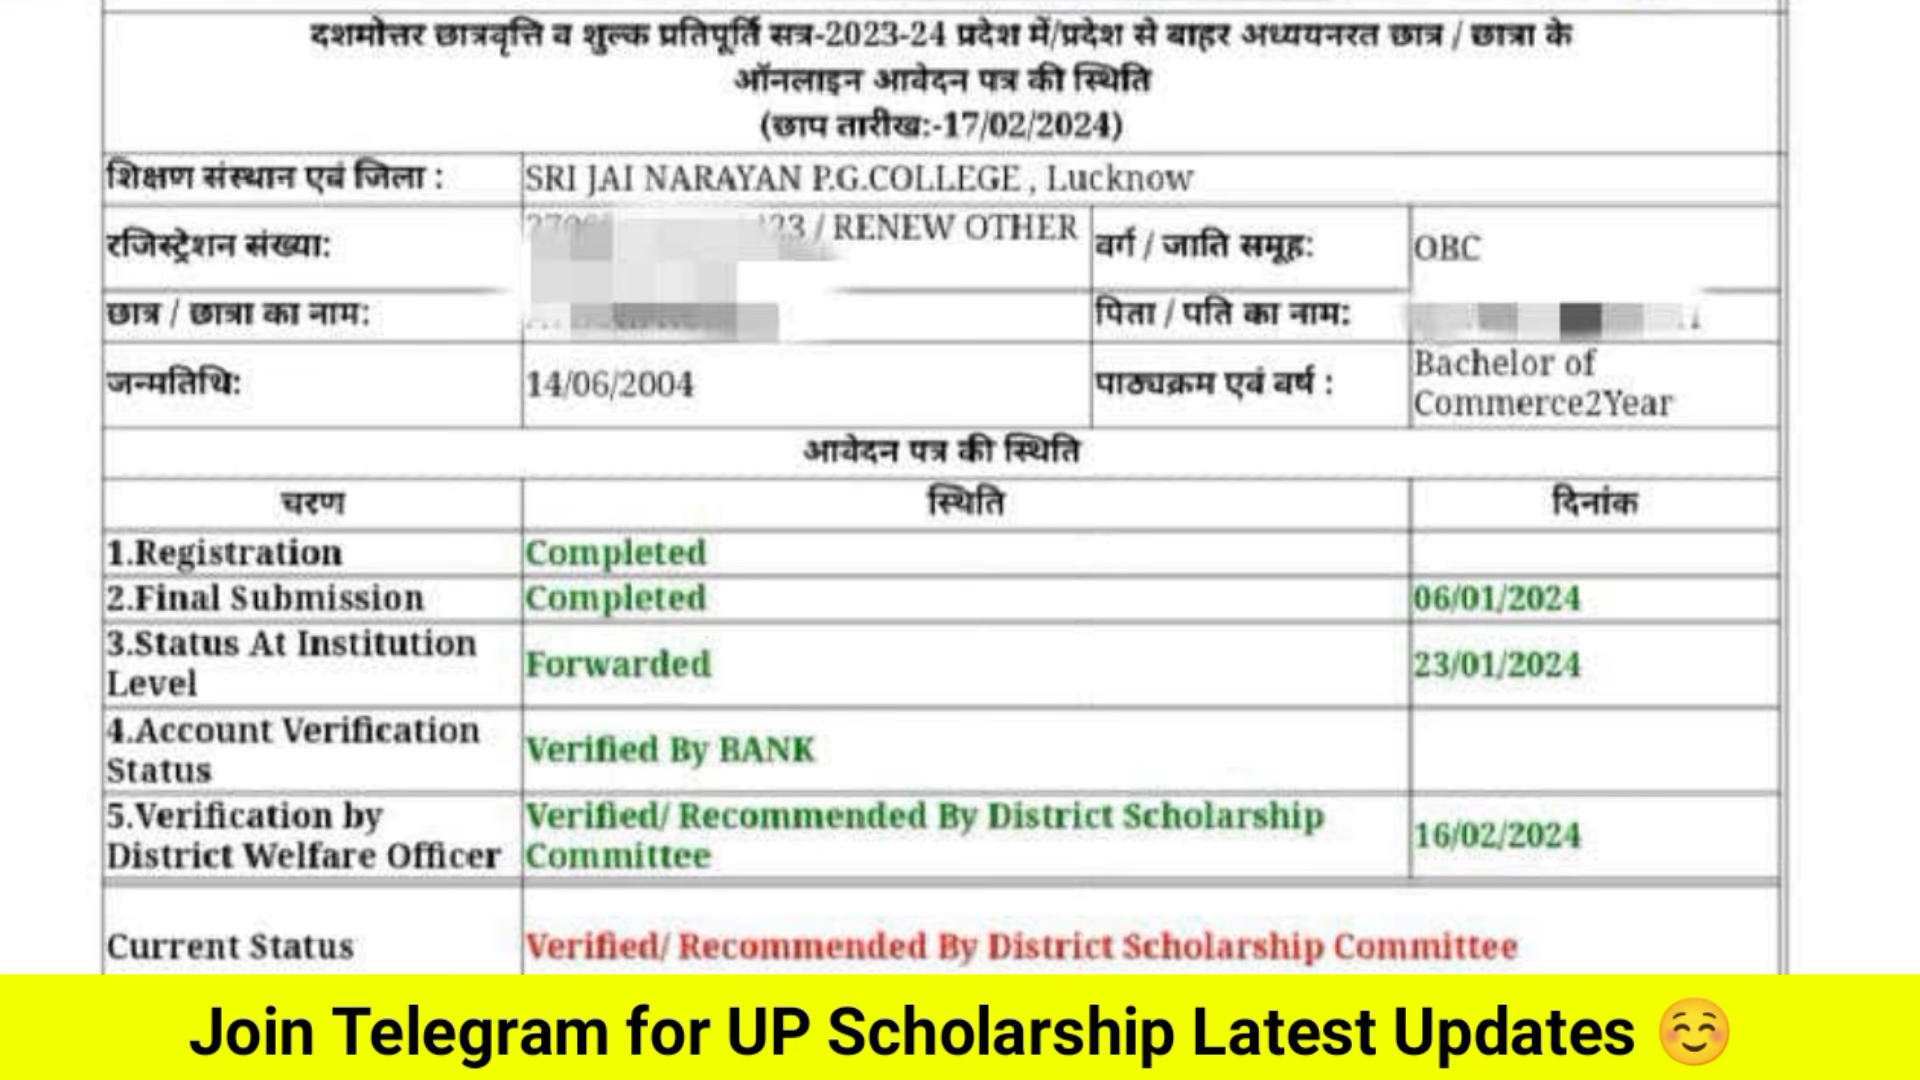 दशमोत्तर छात्रवृत्ति व शुल्क प्रतिपूर्ति सत्र-2023-24 प्रदेश में/प्रदेश से बाहर अध्ययनरत छात्र / छात्रा के
ऑनलाइन आवेदन पत्र की स्थिति
(छाप तारीख:-17/02/2024)
शिक्षण संस्थान एवं जिला : SRI JAI NARAYAN P.G.COLLEGE , Lucknow
रजिस्ट्रेशन संख्या: 23 / RENEW OTHER वर्ग / जाति समूह: OBC
छात्र / छात्रा का नाम: पिता / पति का नाम:
जन्मतिथि: 14/06/2004 पाठ्यक्रम एवं वर्ष : Bachelor of
Commerce2Year
आवेदन पत्र की स्थिति
चरण स्थिति दिनांक
1.Registration Completed
2.Final Submission Completed 06/01/2024
3.Status At Institution
Level Forwarded 23/01/2024
4.Account Verification
Status Verified By BANK
5.Verification by
District Welfare Officer Verified/ Recommended By District Scholarship
Committee 16/02/2024
Current Status Verified/ Recommended By District Scholarship Committee
Join Telegram for UP Scholarship Latest Updates 😊